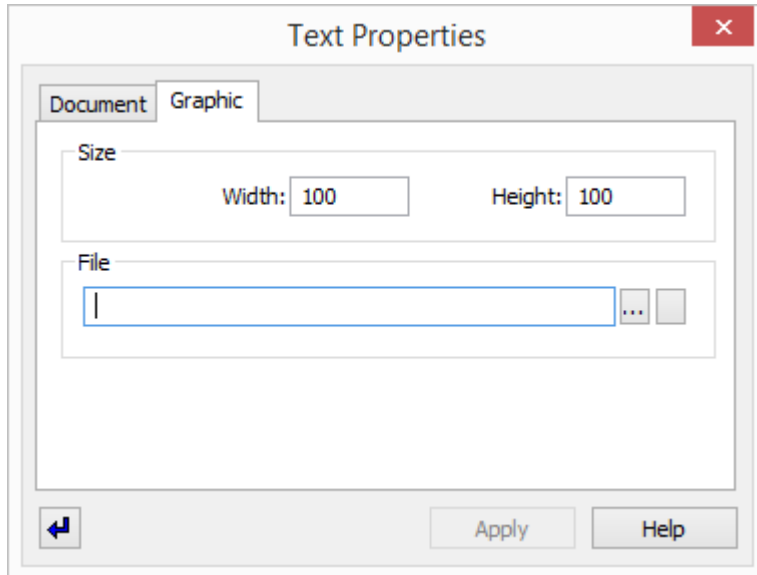 Text Properties
Document Graphic
Size
Width: 100 Height: 100
File
...
Apply Help